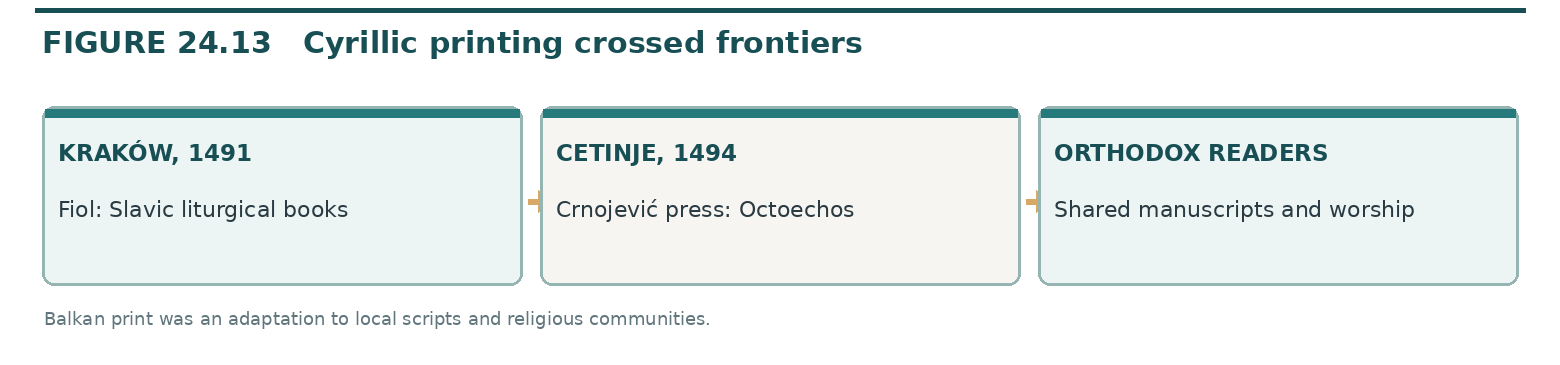 FIGURE 24.13 Cyrillic printing crossed frontiers
KRAKÓW, 1491
Fiol: Slavic liturgical books
CETINJE, 1494
Crnojević press: Octoechos
ORTHODOX READERS
Shared manuscripts and worship
Balkan print was an adaptation to local scripts and religious communities.